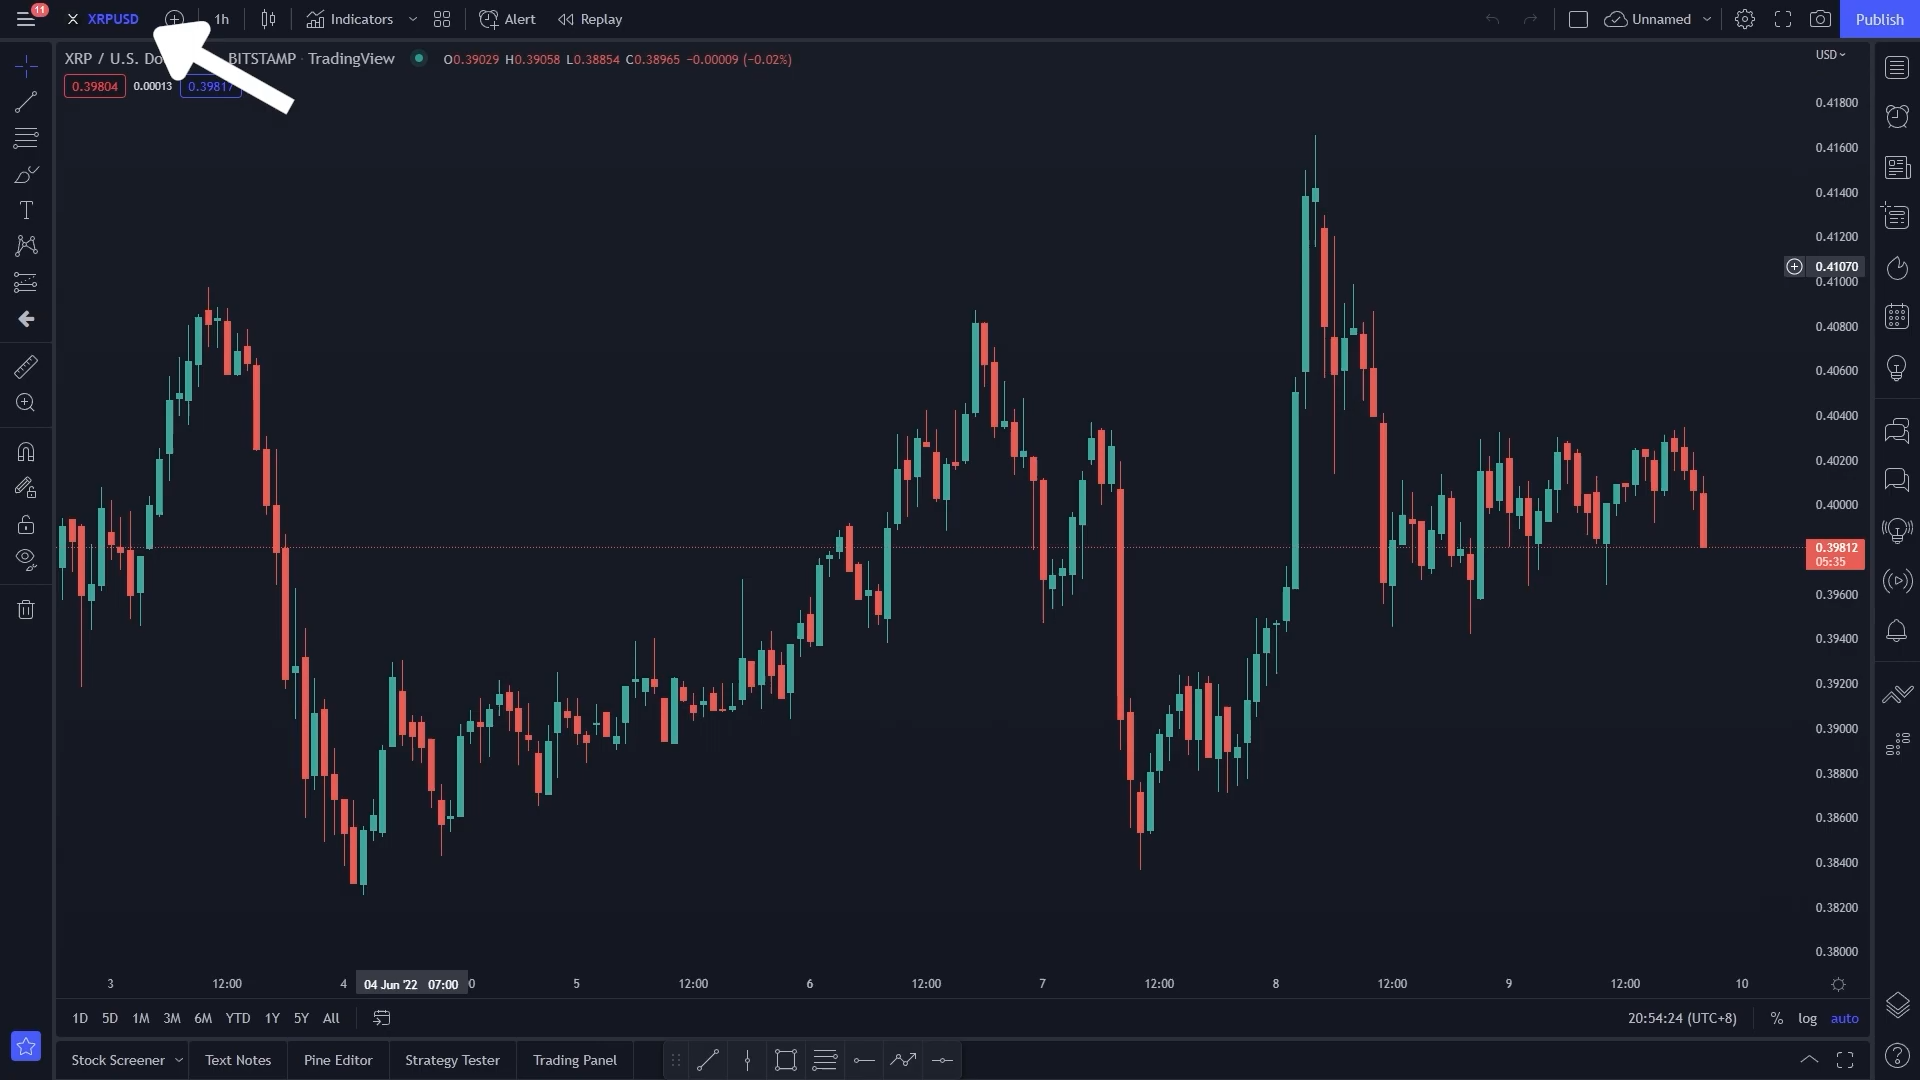 11
XRPUSD
1h
Indicators
Alert
Replay
Unnamed
Publish
XRP / U.S. Do
BITSTAMP · TradingView
O0.39029 H0.39058 L0.38854 C0.38965 −0.00009 (−0.02%)
USD
0.39804
0.00013
0.39817
0.41800
0.41600
0.41400
0.41200
0.41070
0.41000
0.40800
0.40600
0.40400
0.40200
0.40000
0.39812
05:35
0.39600
0.39400
0.39200
0.39000
0.38800
0.38600
0.38400
0.38200
0.38000
3
12:00
4
04 Jun '22 07:00
0
5
12:00
6
12:00
7
12:00
8
12:00
9
12:00
10
1D 5D 1M 3M 6M YTD 1Y 5Y All
20:54:24 (UTC+8)
% log auto
Stock Screener
Text Notes
Pine Editor
Strategy Tester
Trading Panel